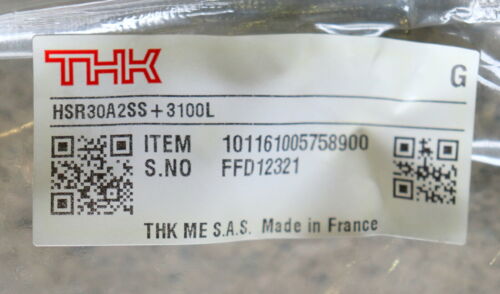 THK G
HSR30A2SS+3100L
ITEM 101161005758900
S.NO FFD12321
THK ME S.A.S. Made in France